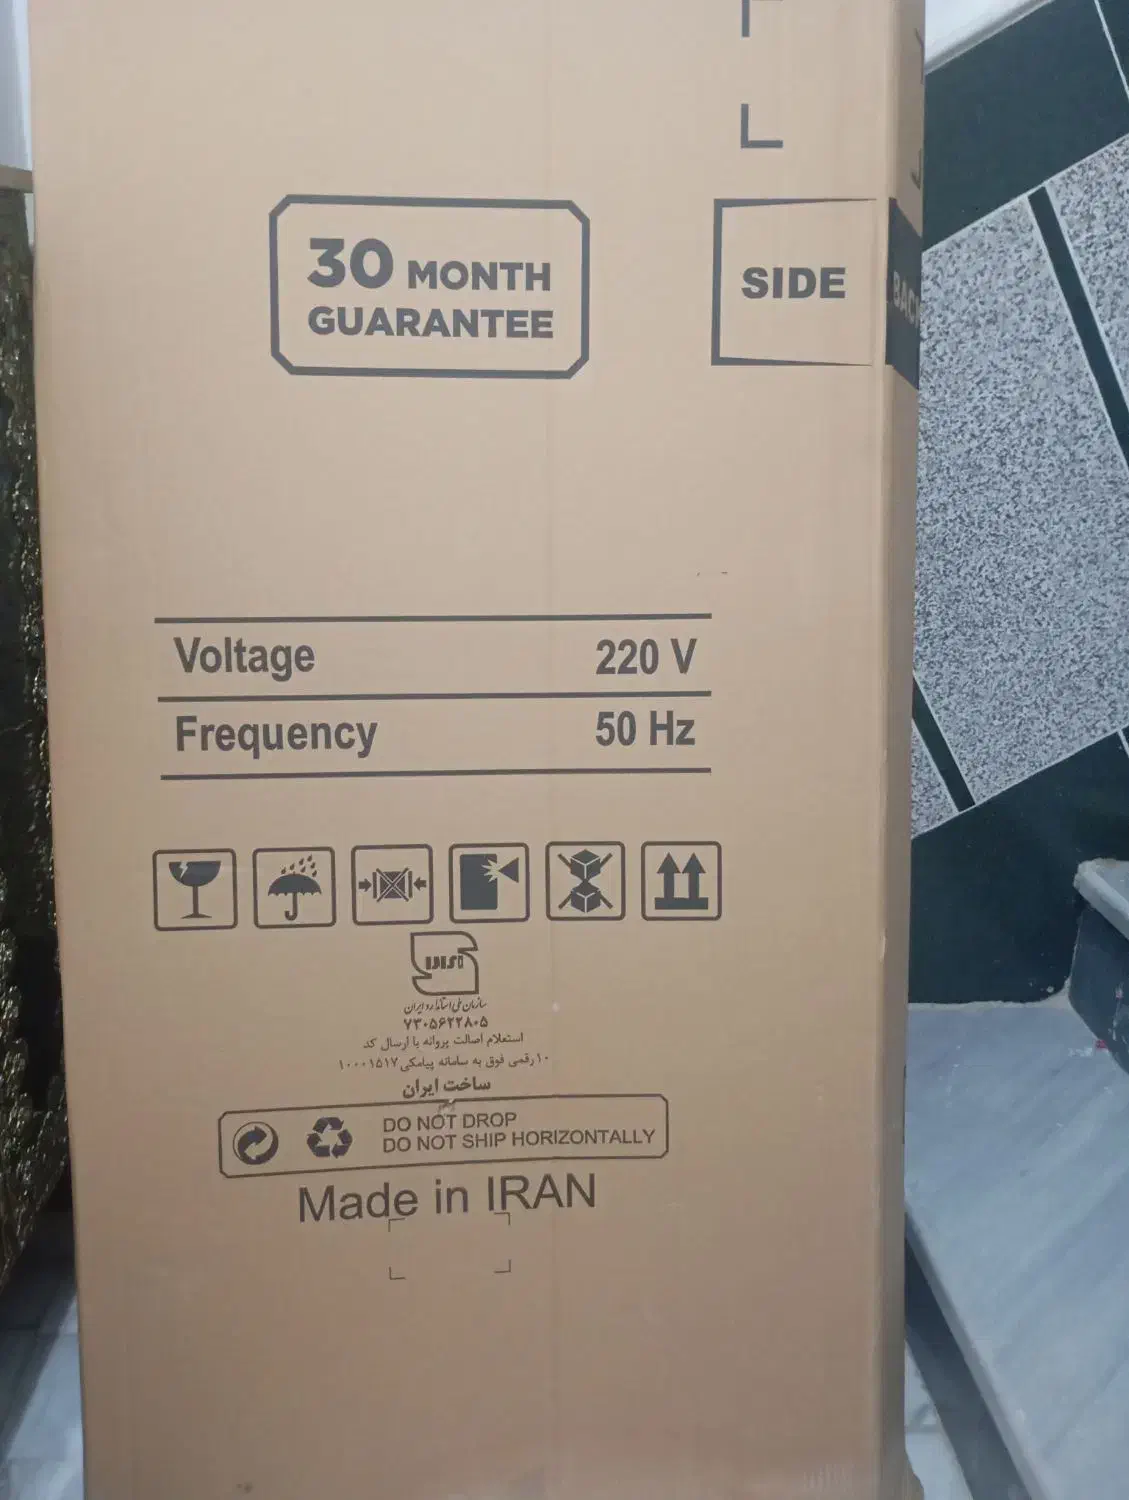 30 MONTH
GUARANTEE
SIDE
BACK
Voltage 220 V
Frequency 50 Hz
سازمان ملی استاندارد ایران
۷۳۰۵۶۲۲۸۰۵
استعلام اصالت پروانه با ارسال کد
۱۰ رقمی فوق به سامانه پیامکی ۱۰۰۰۱۵۱۷
ساخت ایران
DO NOT DROP
DO NOT SHIP HORIZONTALLY
Made in IRAN